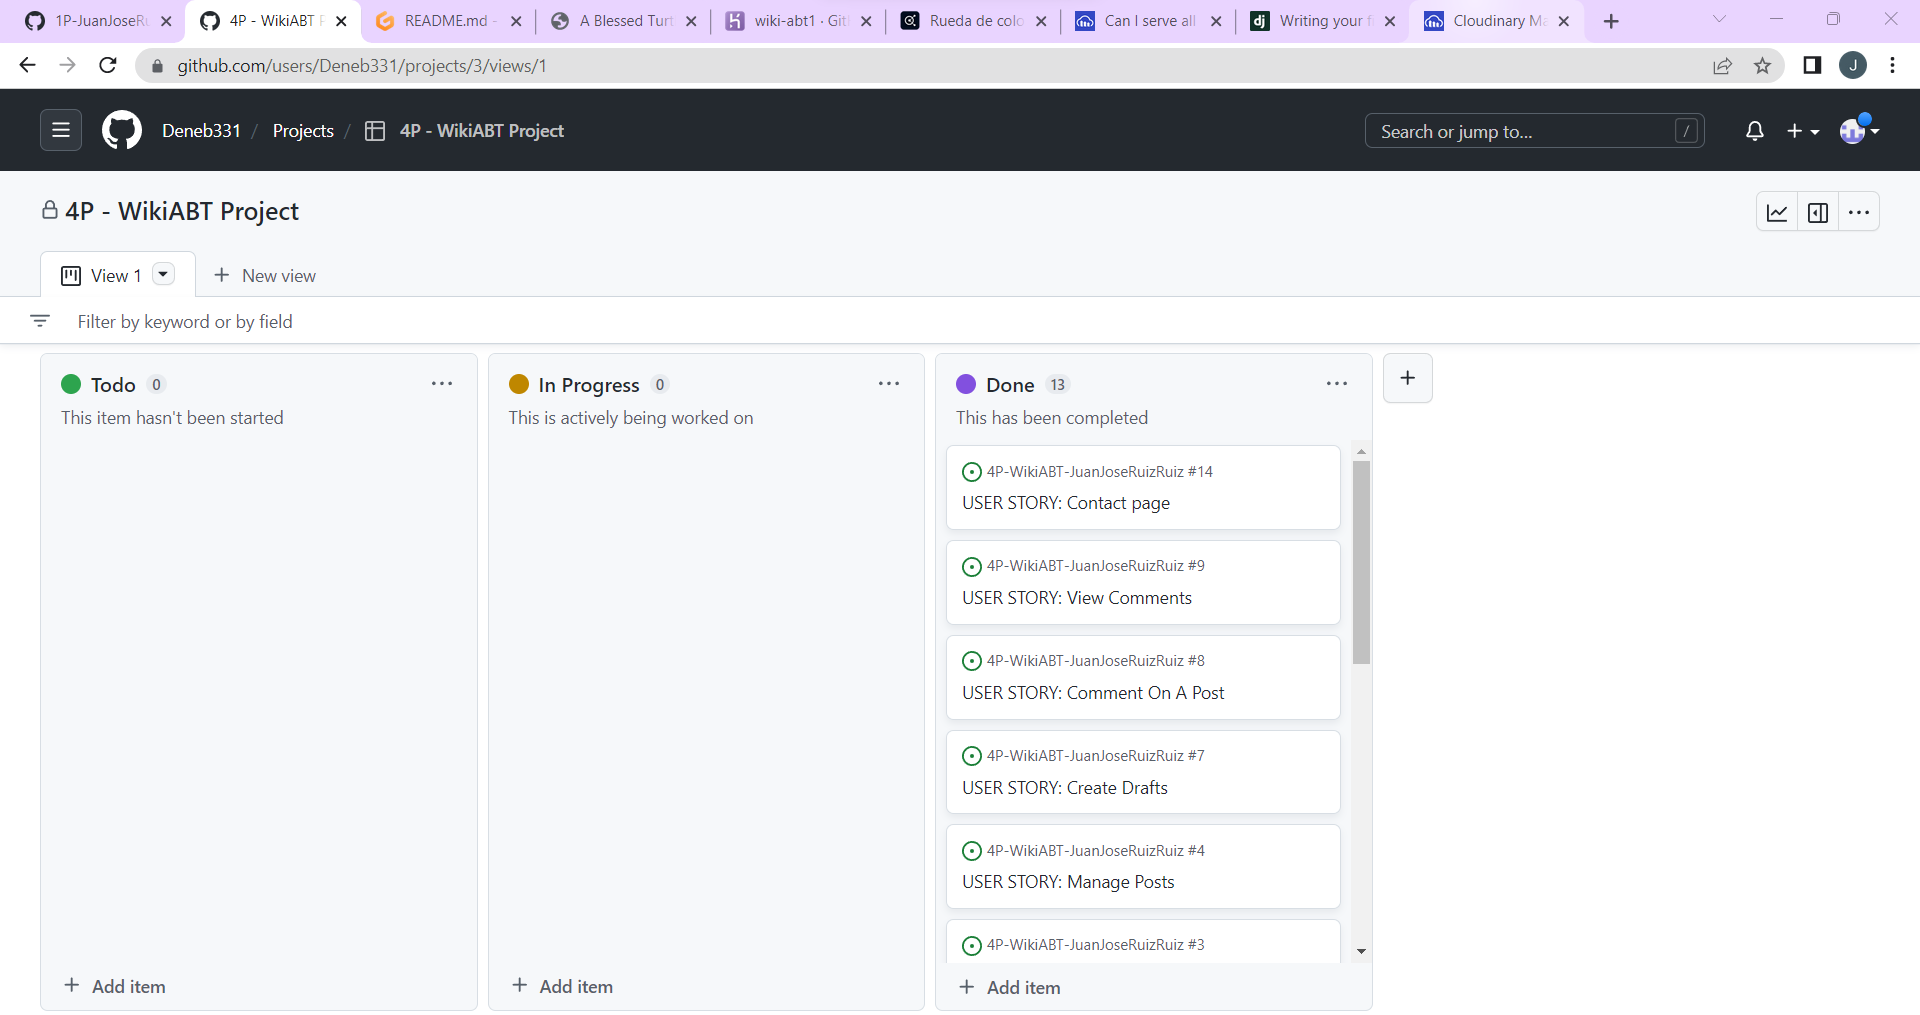 1P-JuanJoseRu
4P - WikiABT P
README.md -
A Blessed Turt
wiki-abt1 · Git
Rueda de colo
Can I serve all
Writing your fi
Cloudinary Ma
github.com/users/Deneb331/projects/3/views/1
J
Deneb331 / Projects / 4P - WikiABT Project
Search or jump to...
/
4P - WikiABT Project
View 1
New view
Filter by keyword or by field
Todo 0
This item hasn't been started
Add item
In Progress 0
This is actively being worked on
Add item
Done 13
This has been completed
4P-WikiABT-JuanJoseRuizRuiz #14
USER STORY: Contact page
4P-WikiABT-JuanJoseRuizRuiz #9
USER STORY: View Comments
4P-WikiABT-JuanJoseRuizRuiz #8
USER STORY: Comment On A Post
4P-WikiABT-JuanJoseRuizRuiz #7
USER STORY: Create Drafts
4P-WikiABT-JuanJoseRuizRuiz #4
USER STORY: Manage Posts
4P-WikiABT-JuanJoseRuizRuiz #3
Add item